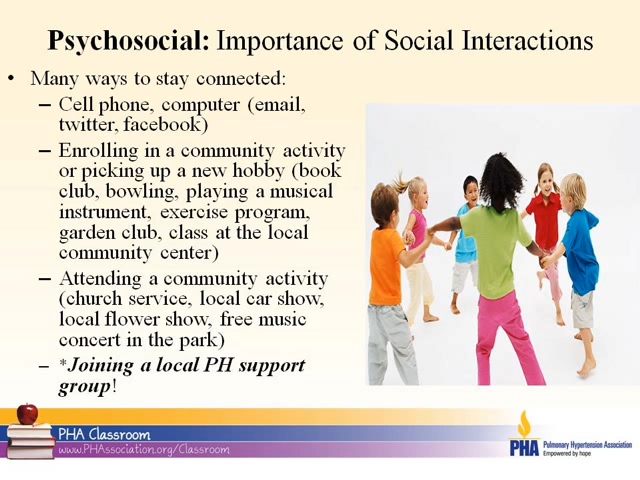 Psychosocial: Importance of Social Interactions
• Many ways to stay connected:
– Cell phone, computer (email,
twitter, facebook)
– Enrolling in a community activity
or picking up a new hobby (book
club, bowling, playing a musical
instrument, exercise program,
garden club, class at the local
community center)
– Attending a community activity
(church service, local car show,
local flower show, free music
concert in the park)
– *Joining a local PH support
group!
PHA Classroom
www.PHAssociation.org/Classroom
PHA Pulmonary Hypertension Association
Empowered by hope